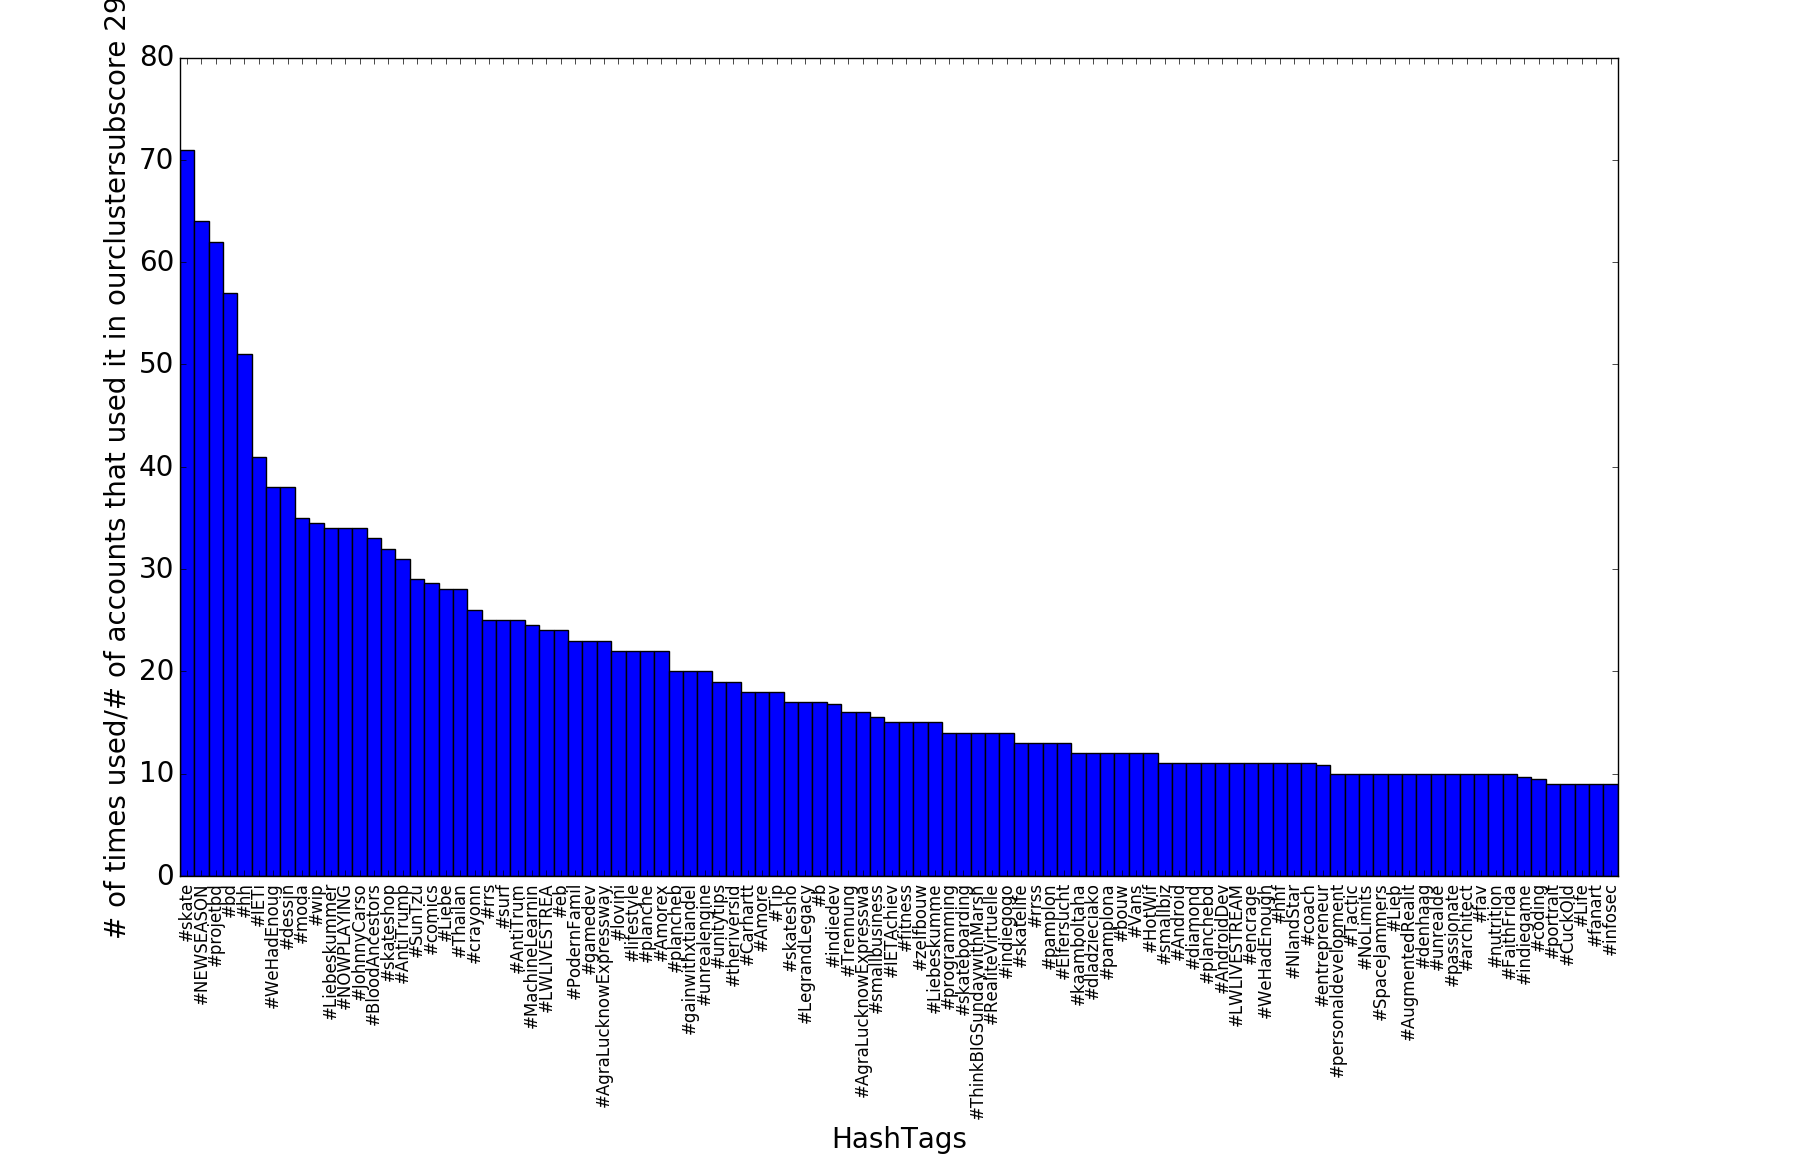 # of times used/# of accounts that used it in ourclustersubscore 29
80
70
60
50
40
30
20
10
0
#skate
#NEWSEASON
#projetbd
#bd
#hh
#IETI
#WeHadEnoug
#dessin
#moda
#wip
#Liebeskummer
#NOWPLAYING
#JohnnyCarso
#BloodAncestors
#skateshop
#AntiTrump
#SunTzu
#comics
#Liebe
#Thailan
#crayonn
#rrs
#surf
#AntiTrum
#MachineLearnin
#LWLIVESTREA
#eb
#PodernFamil
#gamedev
#AgraLucknowExpressway
#lovini
#lifestyle
#planche
#Amorex
#plancheb
#gainwithxtiandel
#unrealengine
#unitytips
#theriversid
#Carhartt
#Amore
#Tip
#skatesho
#LegrandLegacy
#b
#indiedev
#Trennung
#AgraLucknowExpresswa
#smallbusiness
#IETAchiev
#fitness
#zelfbouw
#Liebeskumme
#programming
#skateboarding
#ThinkBIGSundaywithMarsh
#RealiteVirtuelle
#indiegogo
#skatelife
#rrss
#pamplon
#Eifersucht
#kaamboltaha
#dladzieciako
#pamplona
#bouw
#Vans
#HotWif
#smallbiz
#Android
#diamond
#planchebd
#AndroidDev
#LWLIVESTREAM
#encrage
#WeHadEnough
#hhf
#NlandStar
#coach
#entrepreneur
#personaldevelopment
#Tactic
#NoLimits
#SpaceJammers
#Lieb
#AugmentedRealit
#denhaag
#unrealde
#passionate
#architect
#fav
#nutrition
#FaithFrida
#indiegame
#coding
#portrait
#CuckOld
#Life
#fanart
#infosec
HashTags